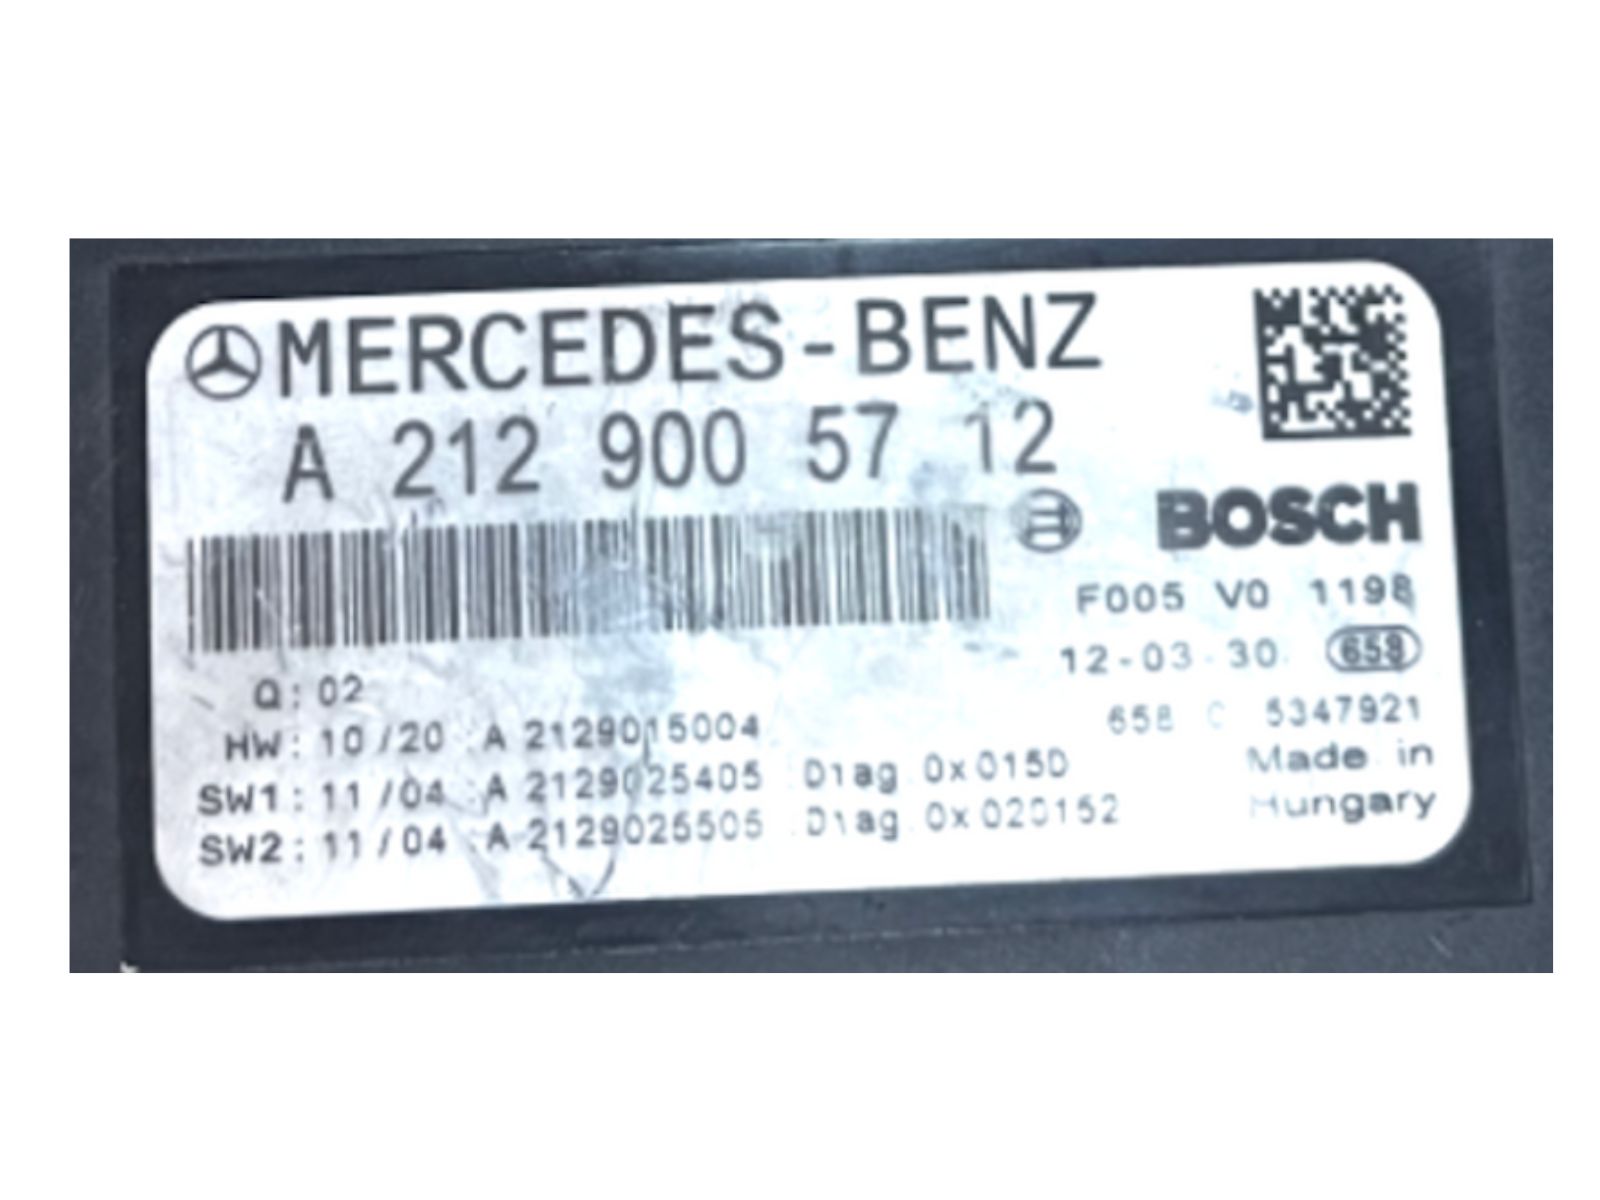 MERCEDES-BENZ
A 212 900 57 12
BOSCH
F005 V0 1198
12-03-30 658
658 C 5347921
Q: 02
HW: 10/20 A 2129015004
SW1: 11/04 A 2129025405 Diag 0x015D
SW2: 11/04 A 2129025505 Diag 0x020152
Made in
Hungary